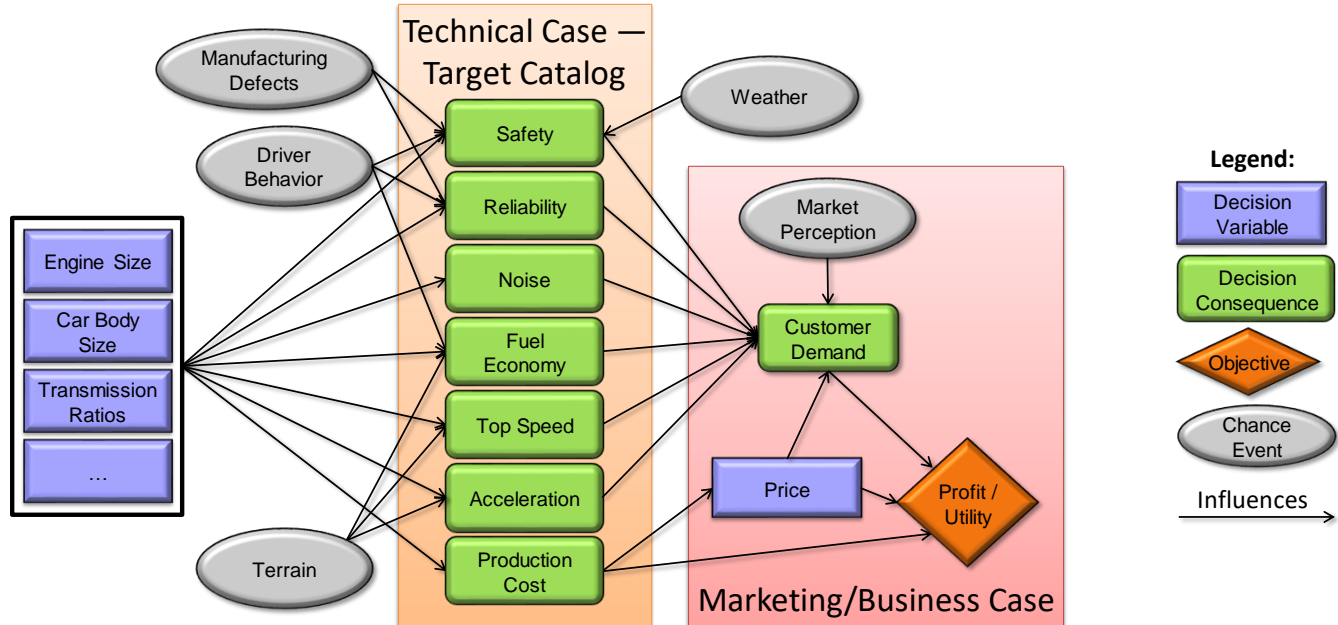 Technical Case —
Target Catalog
Manufacturing
Defects
Weather
Safety
Driver
Behavior
Legend:
Decision
Variable
Reliability
Market
Perception
Engine Size
Noise
Decision
Consequence
Car Body
Size
Fuel
Economy
Customer
Demand
Objective
Transmission
Ratios
Top Speed
Chance
Event
...
Acceleration
Price
Profit /
Utility
Influences
Terrain
Production
Cost
Marketing/Business Case